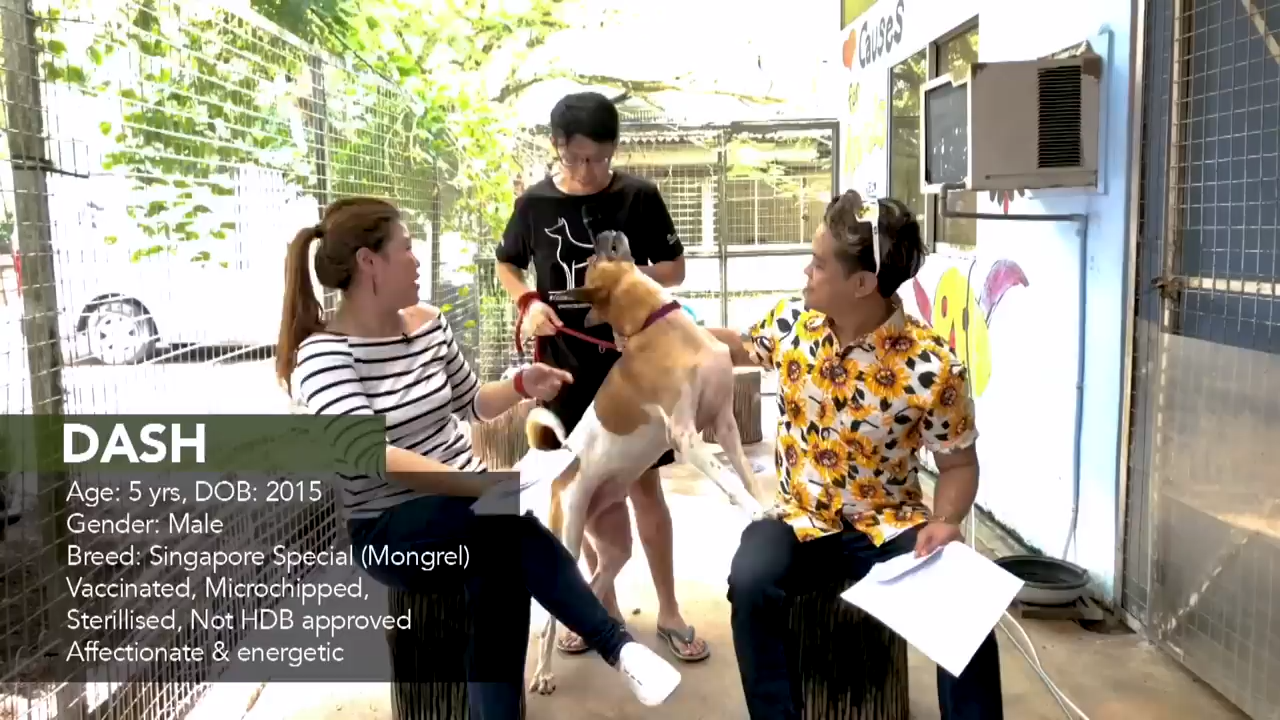 Causes
For
DASH
Age: 5 yrs, DOB: 2015
Gender: Male
Breed: Singapore Special (Mongrel)
Vaccinated, Microchipped,
Sterillised, Not HDB approved
Affectionate & energetic